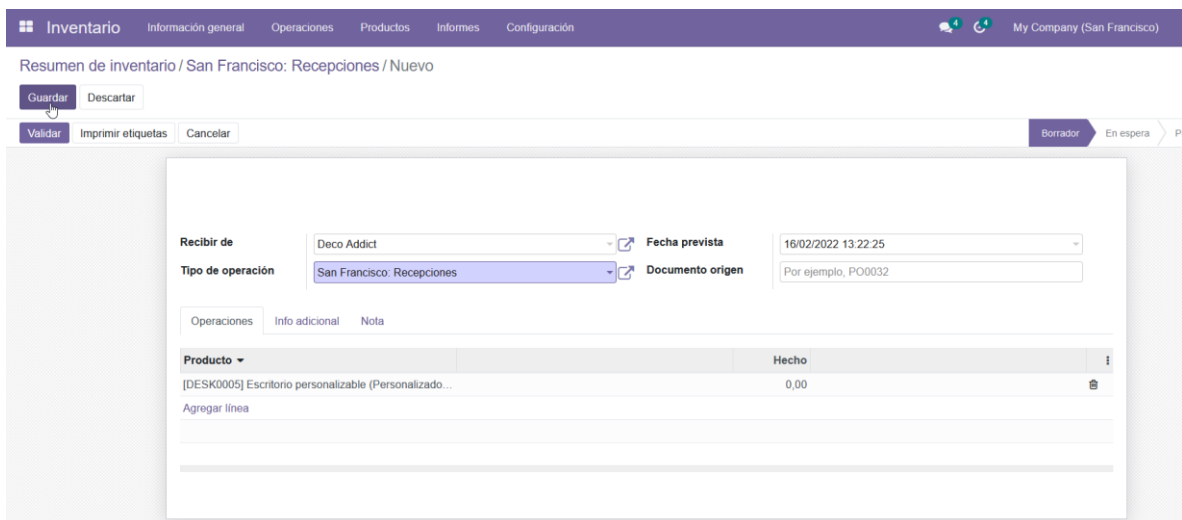 Inventario Información general Operaciones Productos Informes Configuración 4 4 My Company (San Francisco)
Resumen de inventario / San Francisco: Recepciones / Nuevo
Guardar Descartar
Validar Imprimir etiquetas Cancelar Borrador En espera P
Recibir de Deco Addict Fecha prevista 16/02/2022 13:22:25
Tipo de operación San Francisco: Recepciones Documento origen Por ejemplo, PO0032
Operaciones Info adicional Nota
Producto Hecho
[DESK0005] Escritorio personalizable (Personalizado... 0,00
Agregar línea